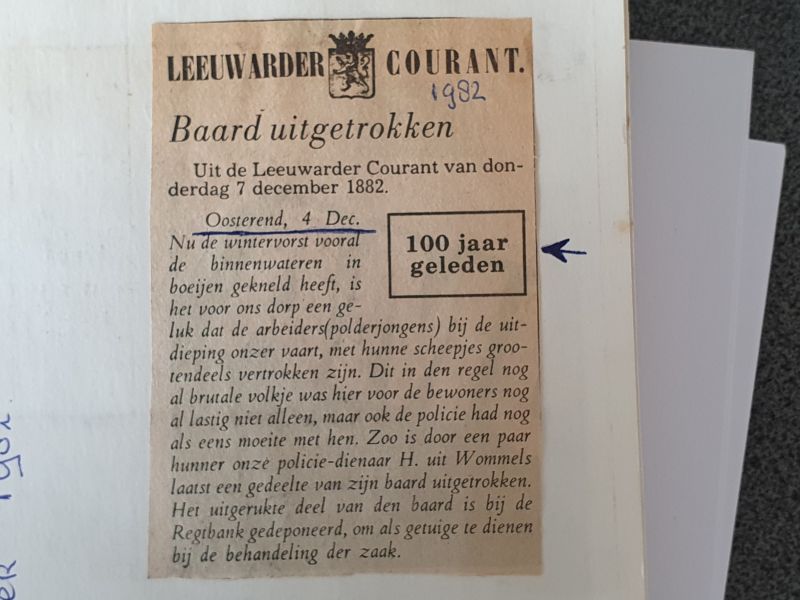 LEEUWARDER COURANT.
1982
Baard uitgetrokken
Uit de Leeuwarder Courant van don-
derdag 7 december 1882.
Oosterend, 4 Dec.
Nu de wintervorst vooral
de binnenwateren in
boeijen gekneld heeft, is
het voor ons dorp een ge-
100 jaar
geleden
luk dat de arbeiders(polderjongens) bij de uit-
dieping onzer vaart, met hunne scheepjes groo-
tendeels vertrokken zijn. Dit in den regel nog
al brutale volkje was hier voor de bewoners nog
al lastig niet alleen, maar ook de policie had nog
als eens moeite met hen. Zoo is door een paar
hunner onze policie-dienaar H. uit Wommels
laatst een gedeelte van zijn baard uitgetrokken.
Het uitgerukte deel van den baard is bij de
Regtbank gedeponeerd, om als getuige te dienen
bij de behandeling der zaak.